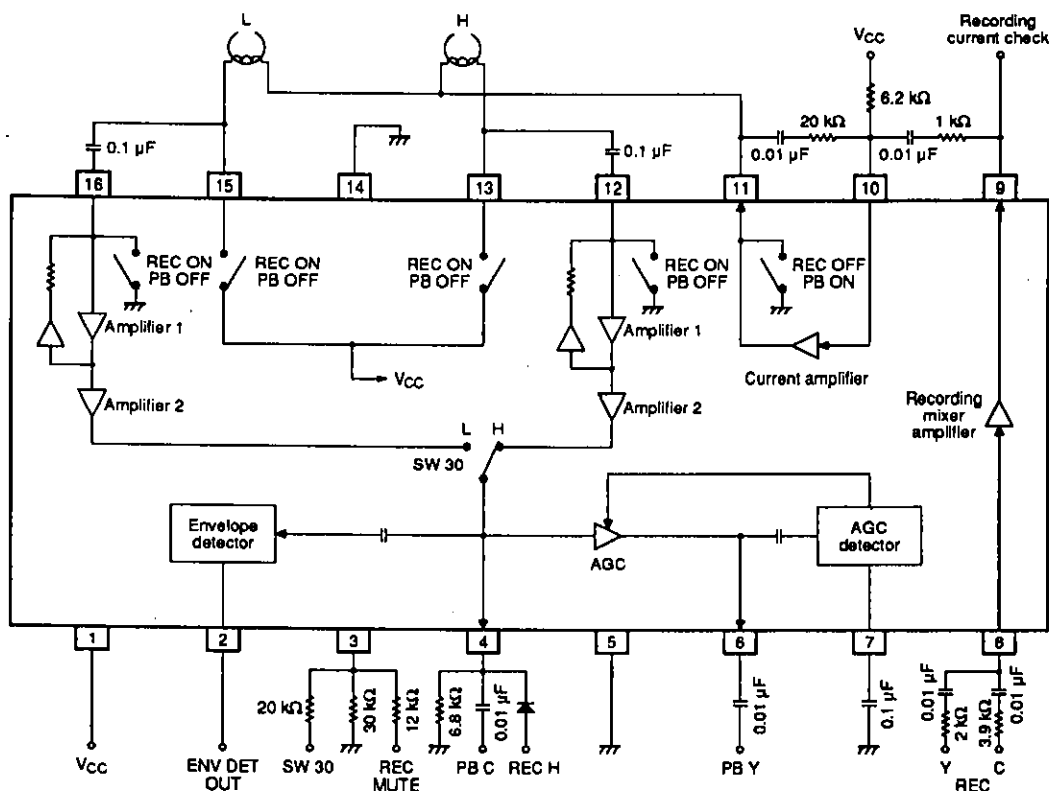 L
H
VCC
Recording
current check
6.2 kΩ
20 kΩ
1 kΩ
0.01 µF
0.01 µF
0.1 µF
0.1 µF
16
15
14
13
12
11
10
9
REC ON
PB OFF
REC ON
PB OFF
REC ON
PB OFF
REC ON
PB OFF
REC OFF
PB ON
Amplifier 1
Amplifier 1
VCC
Current amplifier
Amplifier 2
Amplifier 2
Recording
mixer
amplifier
L H
SW 30
Envelope
detector
AGC
AGC
detector
1
2
3
4
5
6
7
8
20 kΩ
30 kΩ
12 kΩ
6.8 kΩ
0.01 µF
0.01 µF
0.1 µF
0.01 µF
2 kΩ
3.9 kΩ
0.01 µF
VCC
ENV DET
OUT
SW 30
REC
MUTE
PB C
REC H
PB Y
Y C
REC